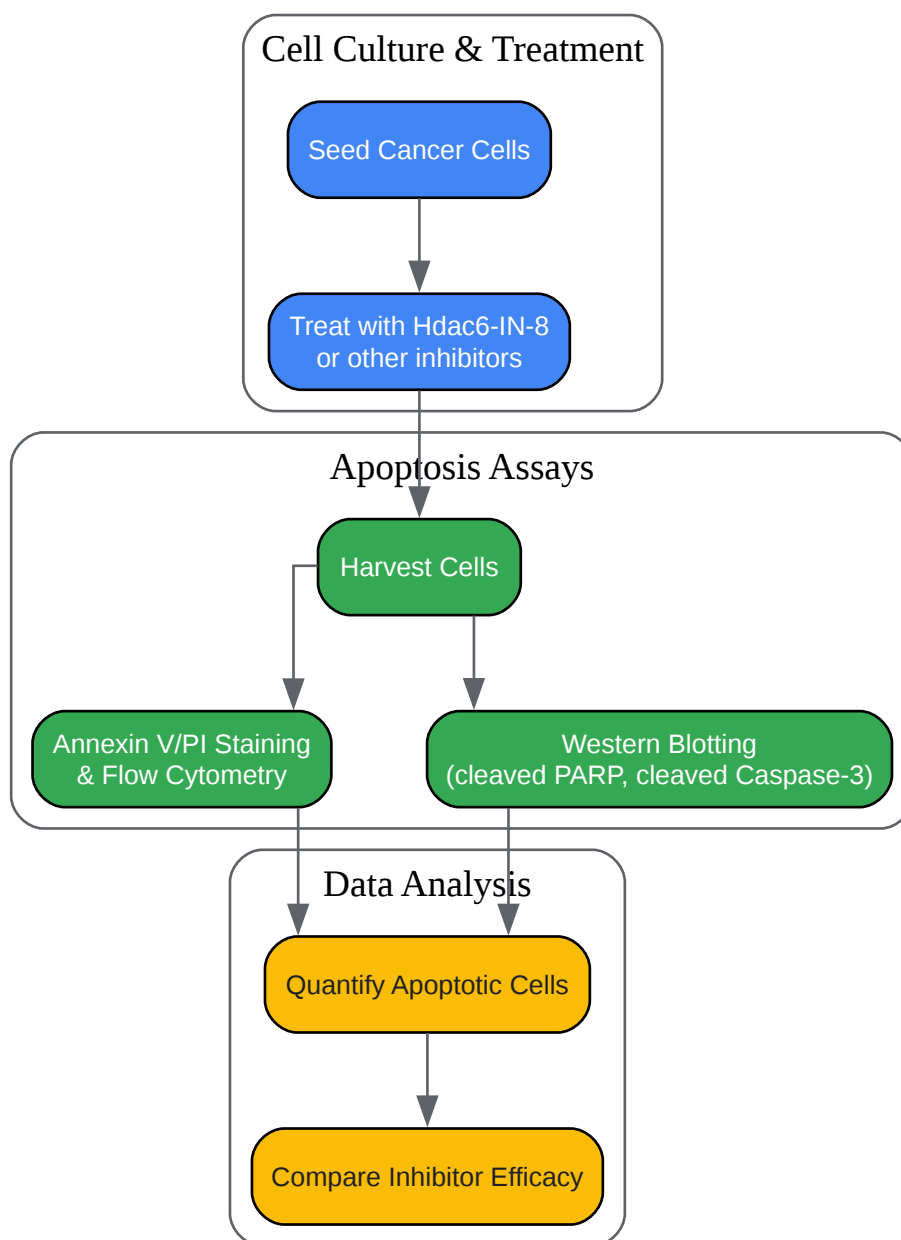 Cell Culture & Treatment
Seed Cancer Cells
Treat with Hdac6-IN-8
or other inhibitors
Apoptosis Assays
Harvest Cells
Annexin V/PI Staining
& Flow Cytometry
Western Blotting
(cleaved PARP, cleaved Caspase-3)
Data Analysis
Quantify Apoptotic Cells
Compare Inhibitor Efficacy